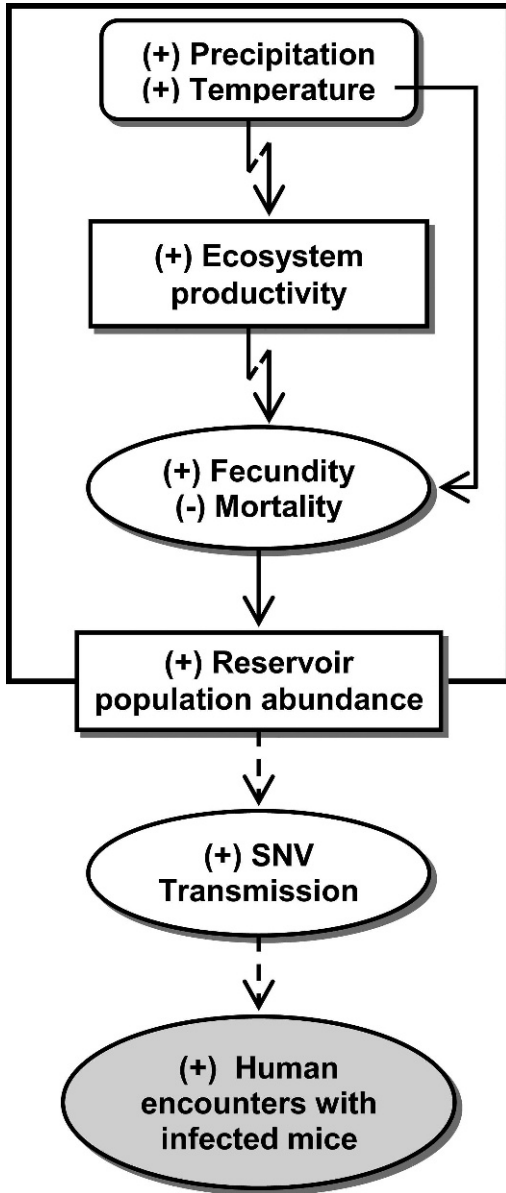 (+) Precipitation
(+) Temperature
(+) Ecosystem
productivity
(+) Fecundity
(-) Mortality
(+) Reservoir
population abundance
(+) SNV
Transmission
(+) Human
encounters with
infected mice